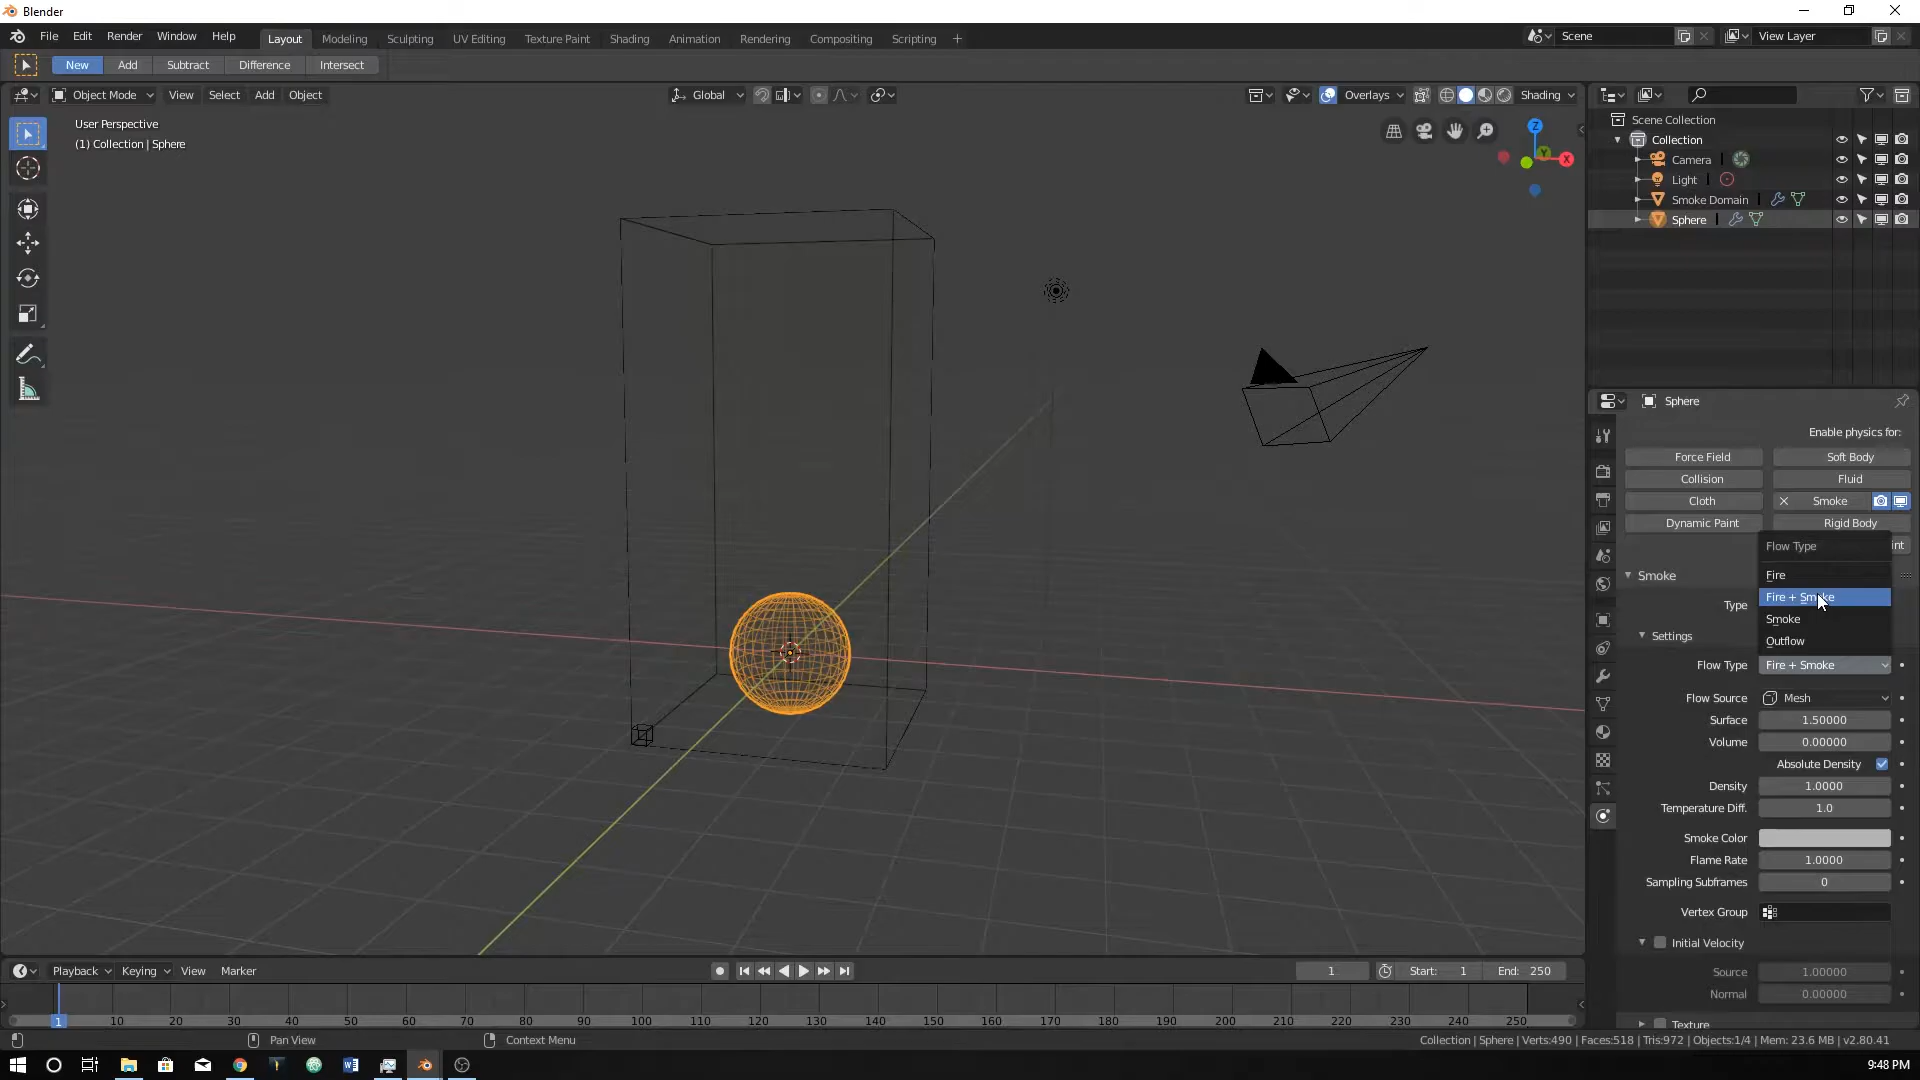 Blender
File Edit Render Window Help Layout Modeling Sculpting UV Editing Texture Paint Shading Animation Rendering Compositing Scripting + Scene View Layer
New Add Subtract Difference Intersect
Object Mode View Select Add Object Global Overlays Shading
User Perspective
(1) Collection | Sphere
Z
Y
X
Scene Collection
Collection
Camera
Light
Smoke Domain
Sphere
Sphere
Enable physics for:
Force Field Soft Body
Collision Fluid
Cloth Smoke
Dynamic Paint Rigid Body
int
Flow Type
Fire
Fire + Smoke
Smoke
Outflow
Smoke
Type
Settings
Flow Type Fire + Smoke
Flow Source Mesh
Surface 1.50000
Volume 0.00000
Absolute Density
Density 1.0000
Temperature Diff. 1.0
Smoke Color
Flame Rate 1.0000
Sampling Subframes 0
Vertex Group
Initial Velocity
Source 1.00000
Normal 0.00000
Texture
Playback Keying View Marker 1 Start: 1 End: 250
1 10 20 30 40 50 60 70 80 90 100 110 120 130 140 150 160 170 180 190 200 210 220 230 240 250
Pan View Context Menu Collection | Sphere | Verts:490 | Faces:518 | Tris:972 | Objects:1/4 | Mem: 23.6 MB | v2.80.41
9:48 PM